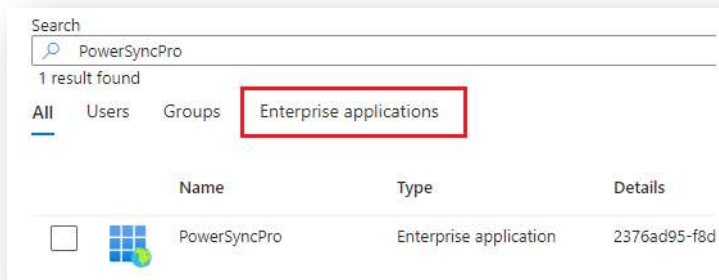 Search
PowerSyncPro
1 result found
All Users Groups Enterprise applications
Name Type Details
PowerSyncPro Enterprise application 2376ad95-f8d